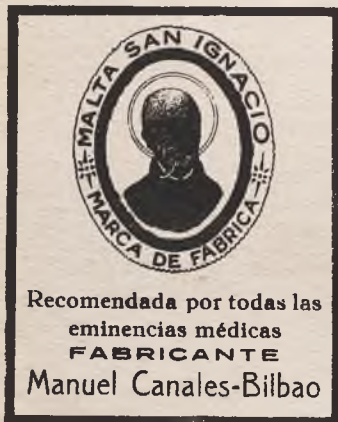 MALTA SAN IGNACIO
MARCA DE FABRICA
Recomendada por todas las
eminencias médicas
FABRICANTE
Manuel Canales-Bilbao